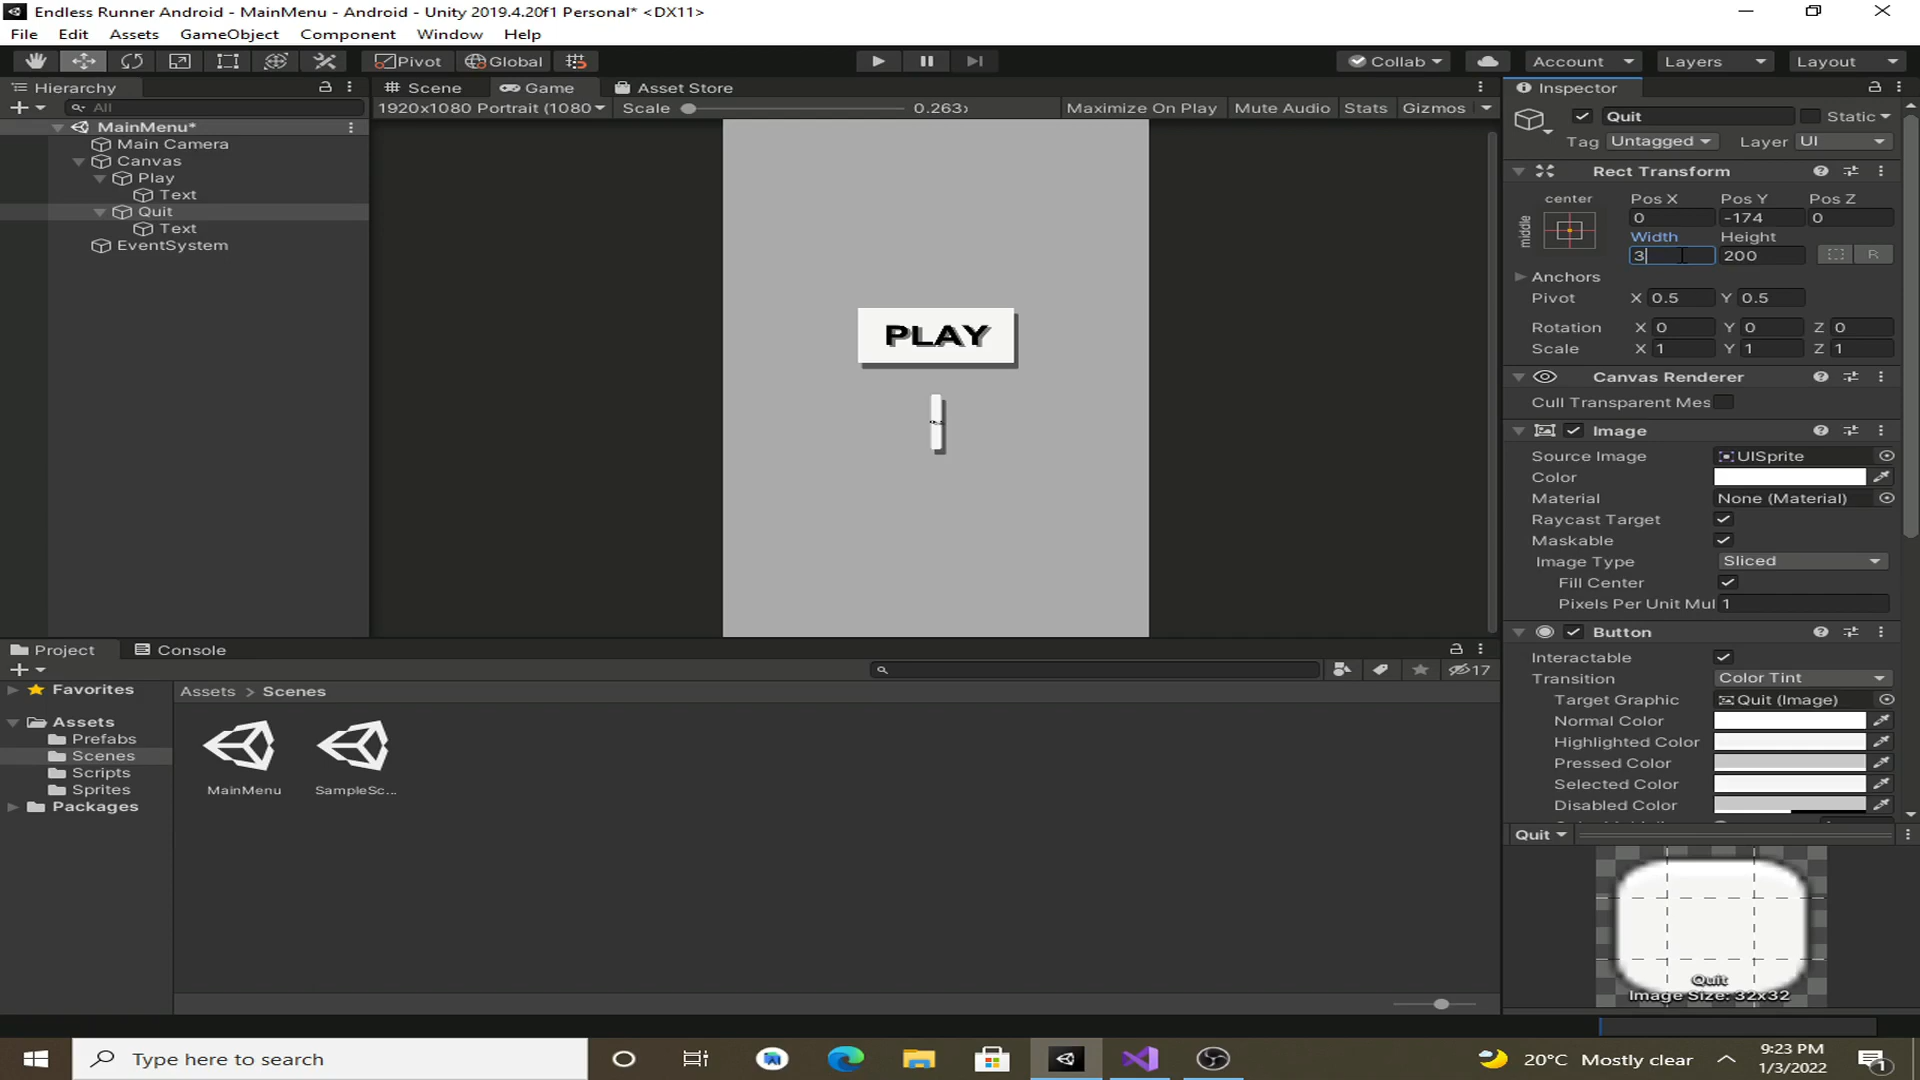 Endless Runner Android - MainMenu - Android - Unity 2019.4.20f1 Personal* <DX11>
File Edit Assets GameObject Component Window Help
Pivot Global Collab Account Layers Layout
Hierarchy Scene Game Asset Store Inspector
All 1920x1080 Portrait (1080 Scale 0.263x Maximize On Play Mute Audio Stats Gizmos
Quit Static
MainMenu*
Main Camera
Canvas
Play
Text
Quit
Text
EventSystem
PLAY
Tag Untagged Layer UI
Rect Transform
center Pos X Pos Y Pos Z
middle 0 -174 0
Width Height
3 200 R
Anchors
Pivot X 0.5 Y 0.5
Rotation X 0 Y 0 Z 0
Scale X 1 Y 1 Z 1
Canvas Renderer
Cull Transparent Mes
Image
Source Image UISprite
Color
Material None (Material)
Raycast Target
Maskable
Image Type Sliced
Fill Center
Pixels Per Unit Mul 1
Button
Interactable
Transition Color Tint
Target Graphic Quit (Image)
Normal Color
Highlighted Color
Pressed Color
Selected Color
Disabled Color
Quit
Quit
Image Size: 32x32
Project Console
17
Favorites
Assets
Prefabs
Scenes
Scripts
Sprites
Packages
Assets > Scenes
MainMenu SampleSc...
Type here to search
20°C Mostly clear
9:23 PM
1/3/2022
1